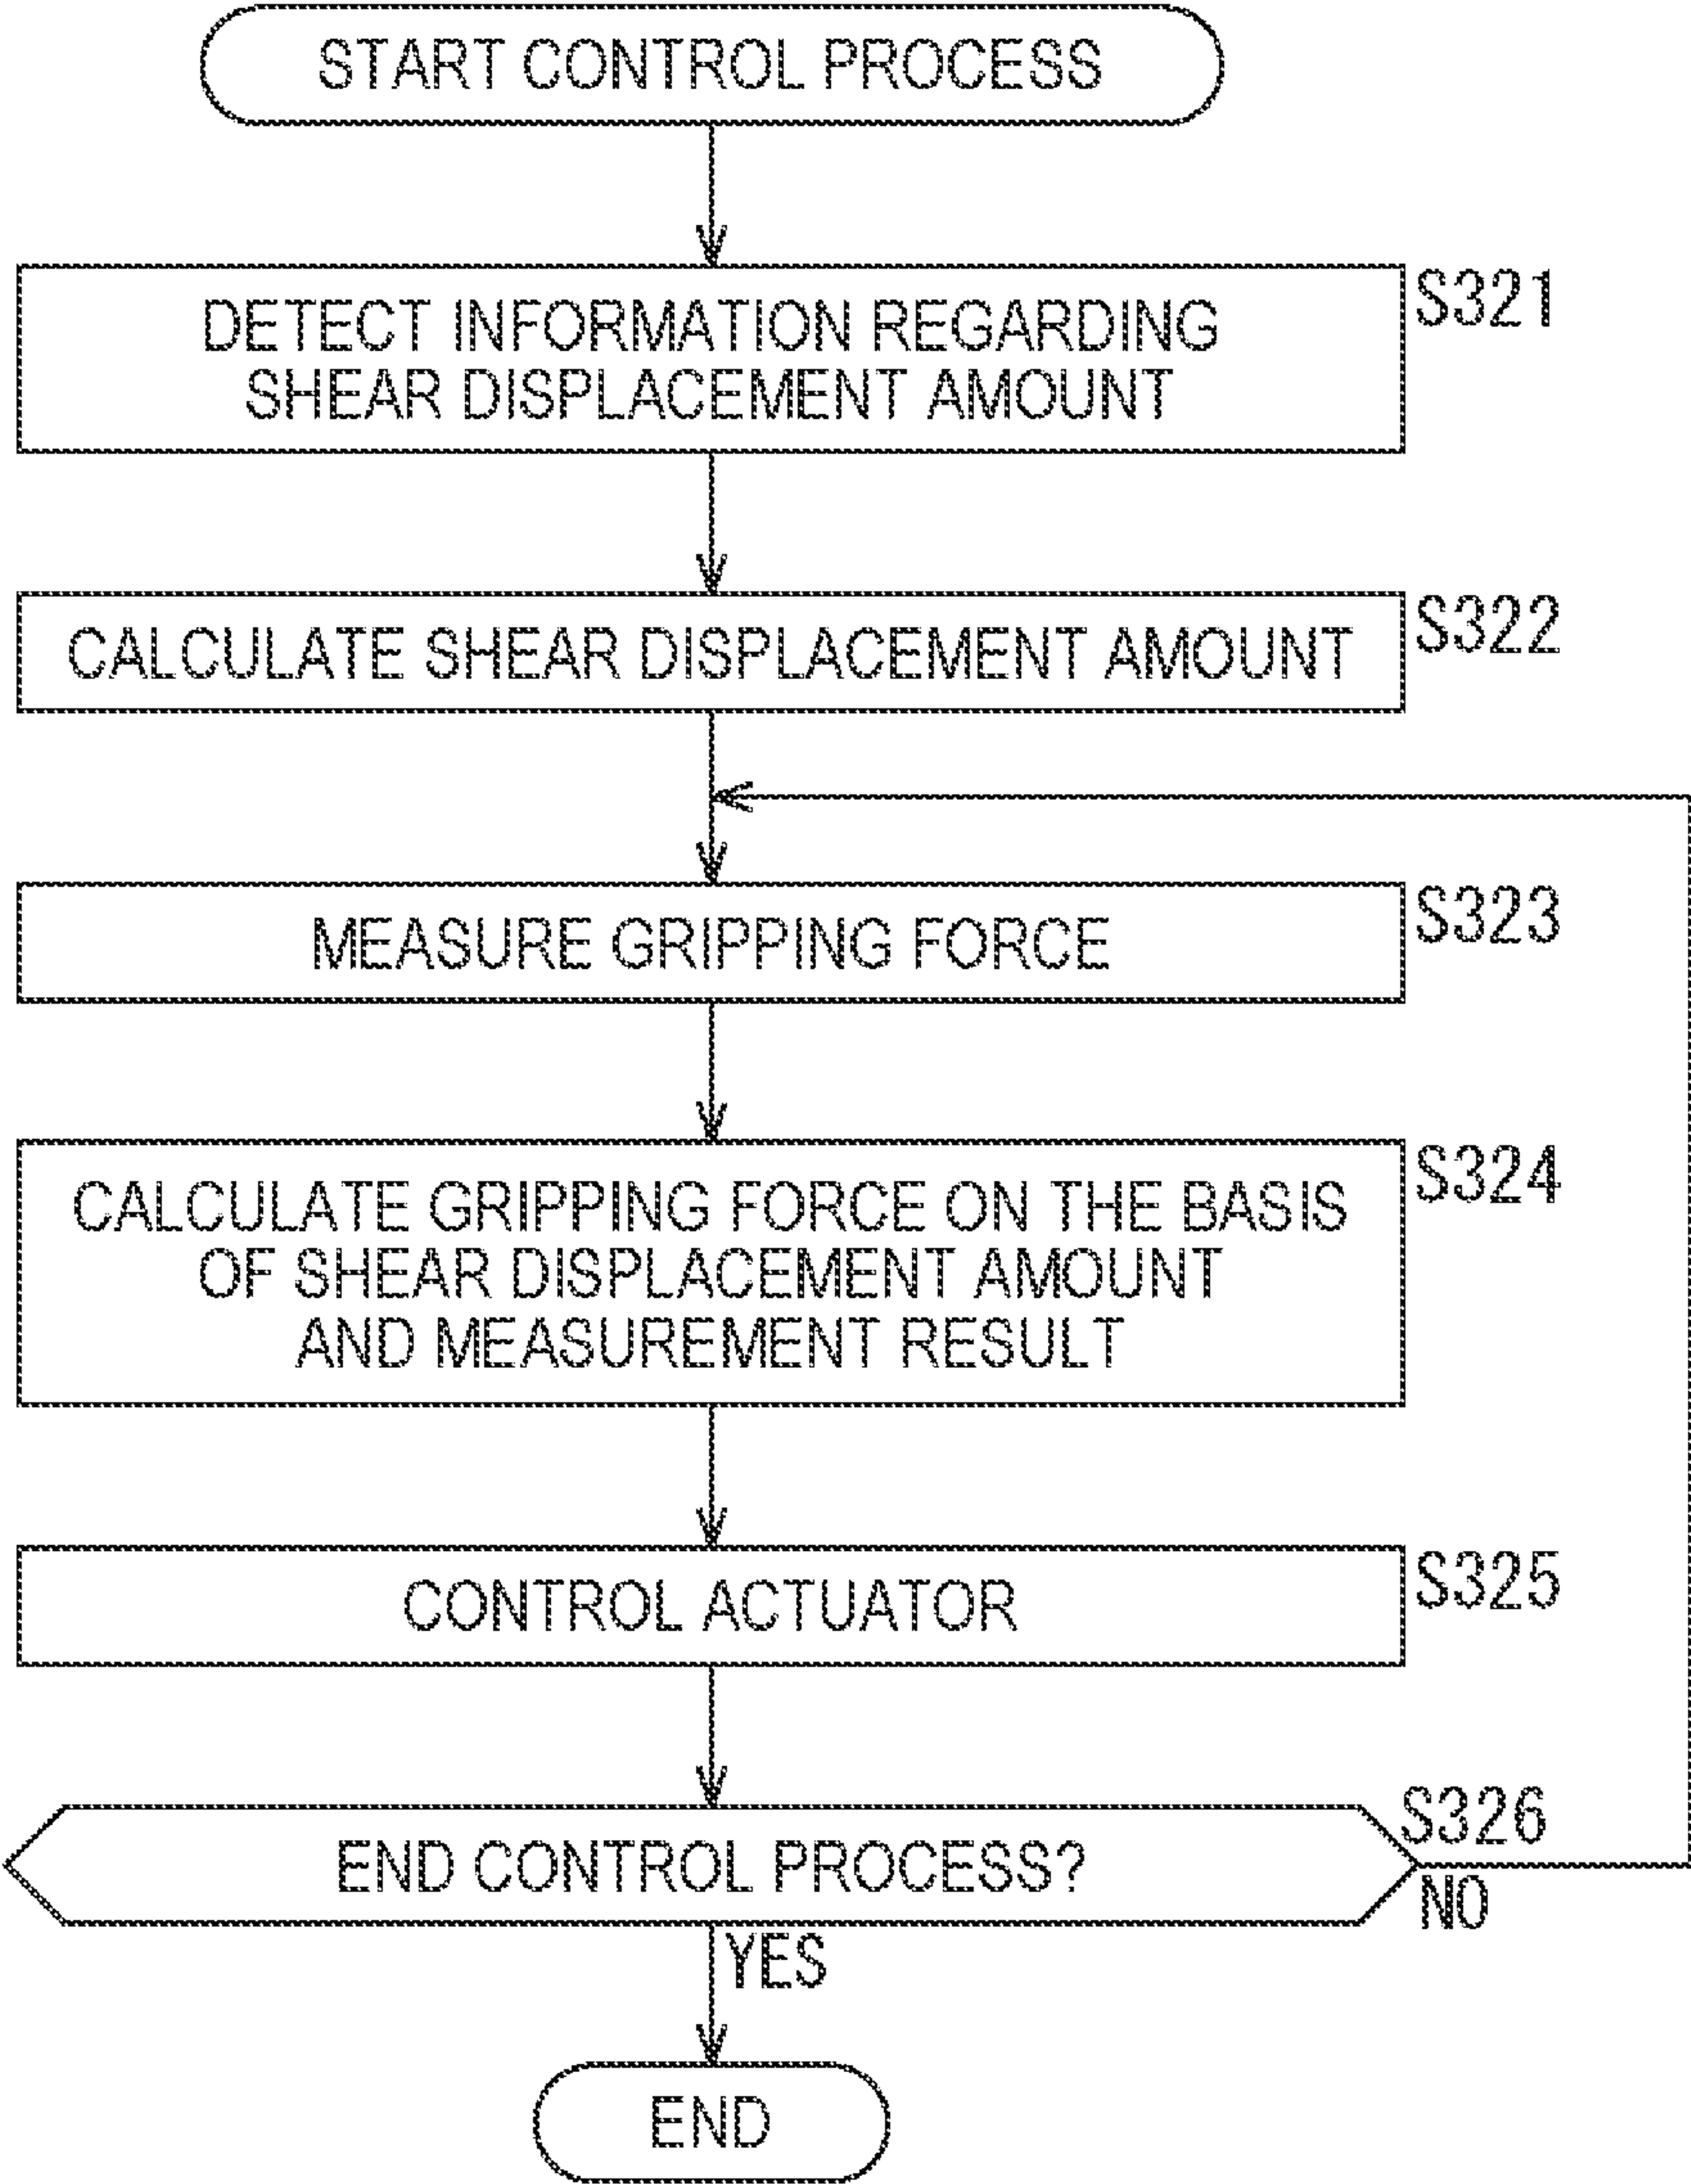 START CONTROL PROCESS
DETECT INFORMATION REGARDING
SHEAR DISPLACEMENT AMOUNT
S321
CALCULATE SHEAR DISPLACEMENT AMOUNT
S322
MEASURE GRIPPING FORCE
S323
CALCULATE GRIPPING FORCE ON THE BASIS
OF SHEAR DISPLACEMENT AMOUNT
AND MEASUREMENT RESULT
S324
CONTROL ACTUATOR
S325
END CONTROL PROCESS?
S326
NO
YES
END